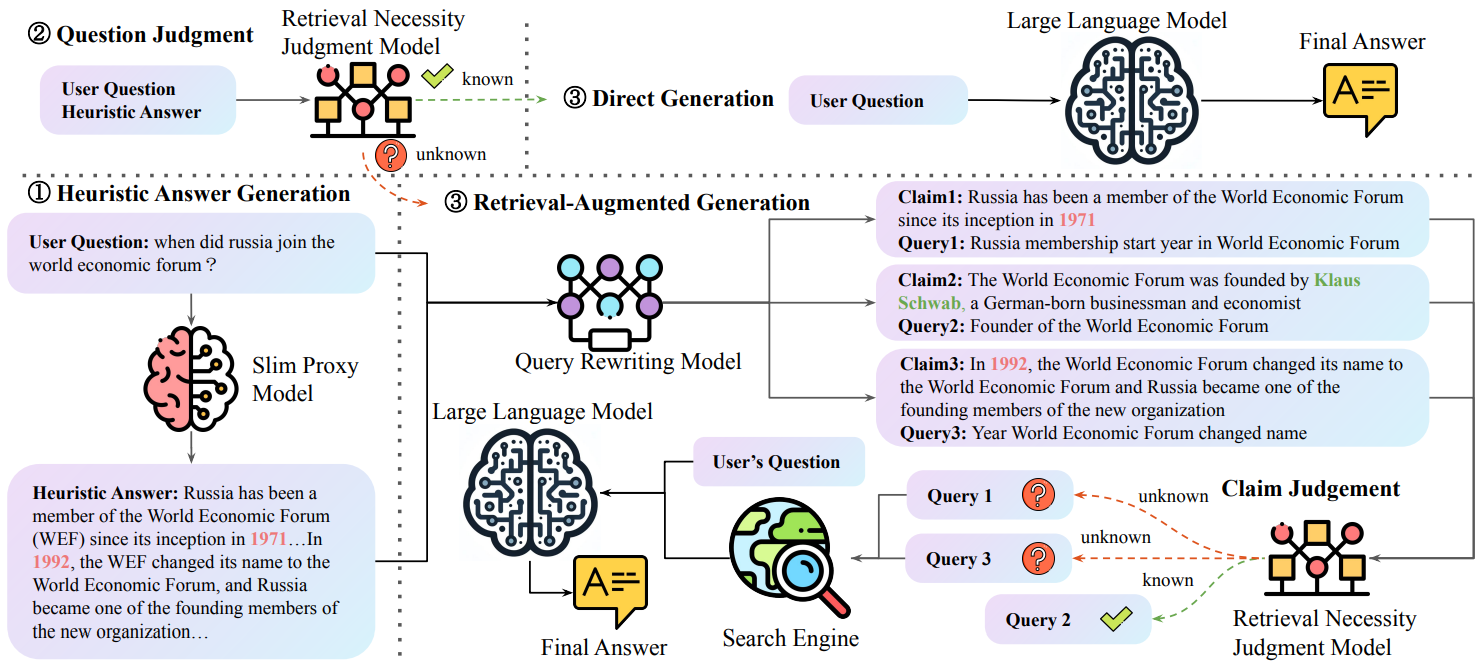 ② Question Judgment
Retrieval Necessity
Judgment Model
User Question
Heuristic Answer
known
unknown
③ Direct Generation
User Question
Large Language Model
Final Answer
A
① Heuristic Answer Generation
User Question: when did russia join the
world economic forum ?
Slim Proxy
Model
Heuristic Answer: Russia has been a
member of the World Economic Forum
(WEF) since its inception in 1971…In
1992, the WEF changed its name to the
World Economic Forum, and Russia
became one of the founding members of
the new organization…
③ Retrieval-Augmented Generation
Query Rewriting Model
Claim1: Russia has been a member of the World Economic Forum
since its inception in 1971
Query1: Russia membership start year in World Economic Forum
Claim2: The World Economic Forum was founded by Klaus
Schwab, a German-born businessman and economist
Query2: Founder of the World Economic Forum
Claim3: In 1992, the World Economic Forum changed its name to
the World Economic Forum and Russia became one of the
founding members of the new organization
Query3: Year World Economic Forum changed name
Claim Judgement
Retrieval Necessity
Judgment Model
unknown
unknown
known
Query 1
?
Query 3
?
Query 2
Search Engine
User's Question
Large Language Model
A
Final Answer
?